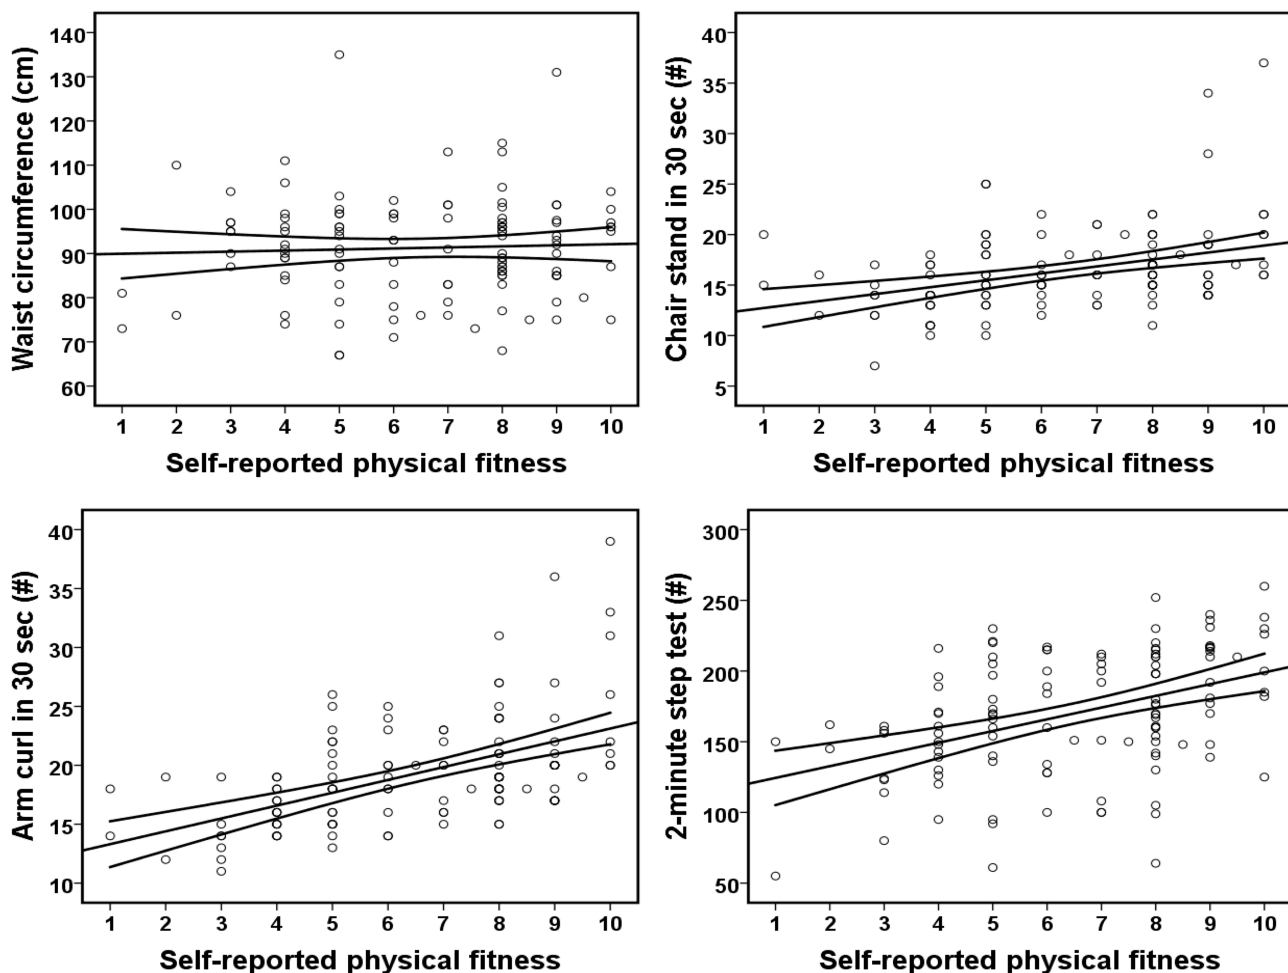 Waist circumference (cm)
140
130
120
110
100
90
80
70
60
1 2 3 4 5 6 7 8 9 10
Self-reported physical fitness
Chair stand in 30 sec (#)
40
35
30
25
20
15
10
5
1 2 3 4 5 6 7 8 9 10
Self-reported physical fitness
Arm curl in 30 sec (#)
40
35
30
25
20
15
10
1 2 3 4 5 6 7 8 9 10
Self-reported physical fitness
2-minute step test (#)
300
250
200
150
100
50
1 2 3 4 5 6 7 8 9 10
Self-reported physical fitness